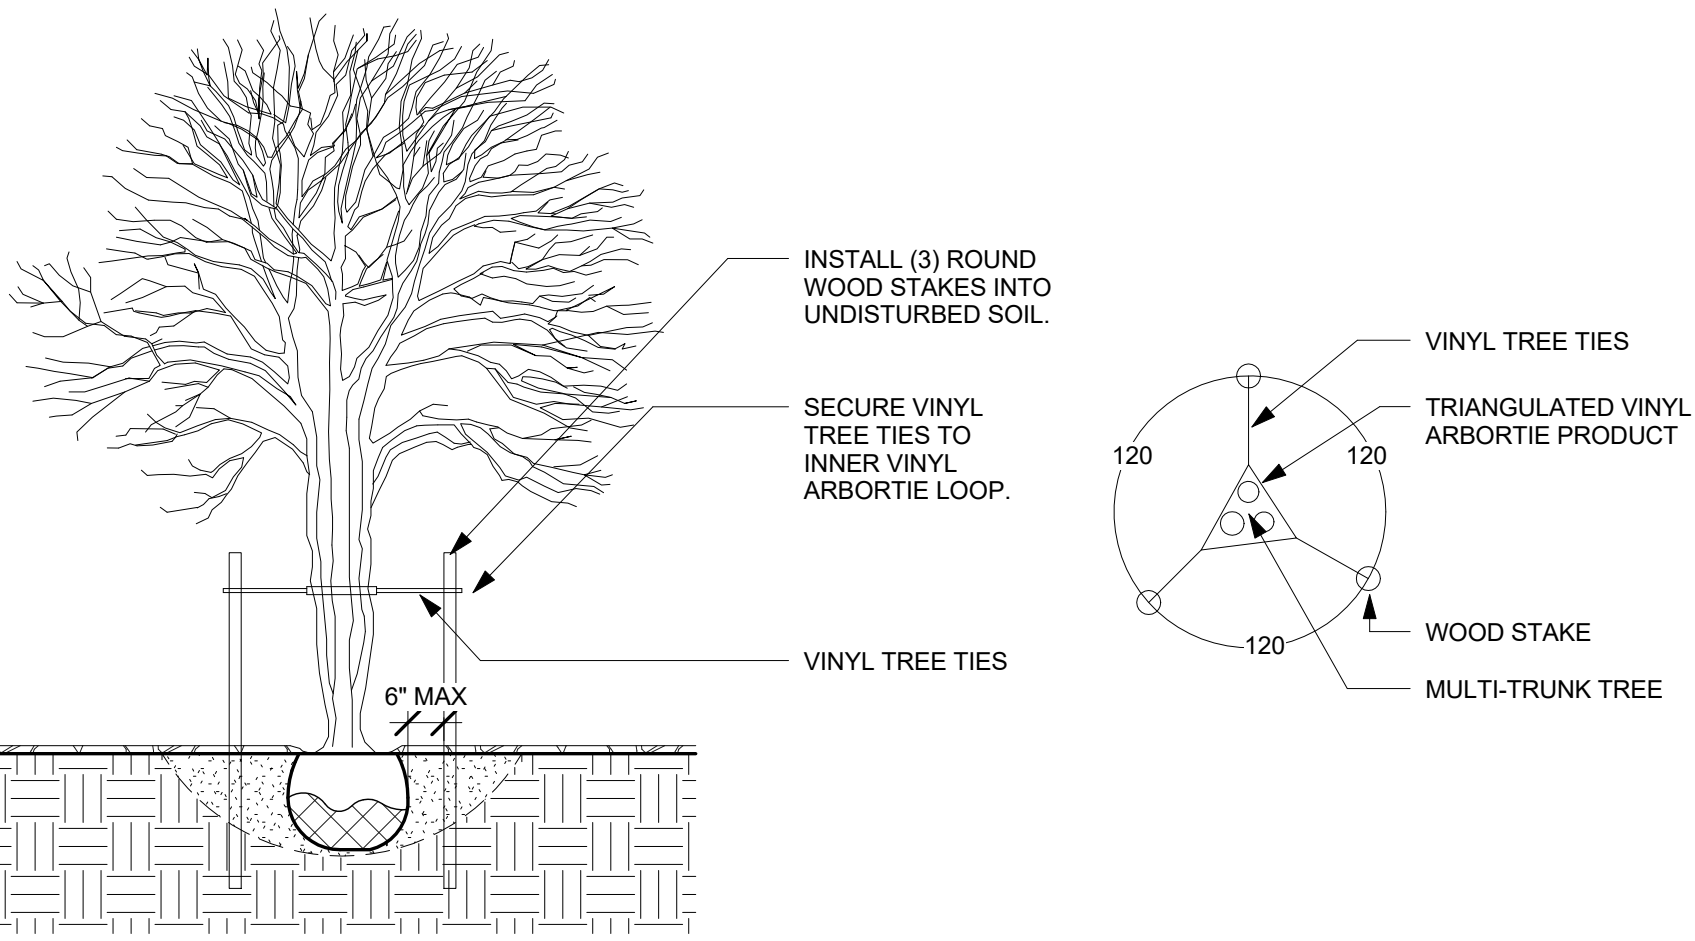 INSTALL (3) ROUND
WOOD STAKES INTO
UNDISTURBED SOIL.
SECURE VINYL
TREE TIES TO
INNER VINYL
ARBORTIE LOOP.
VINYL TREE TIES
6" MAX
VINYL TREE TIES
TRIANGULATED VINYL
ARBORTIE PRODUCT
120
120
120
WOOD STAKE
MULTI-TRUNK TREE